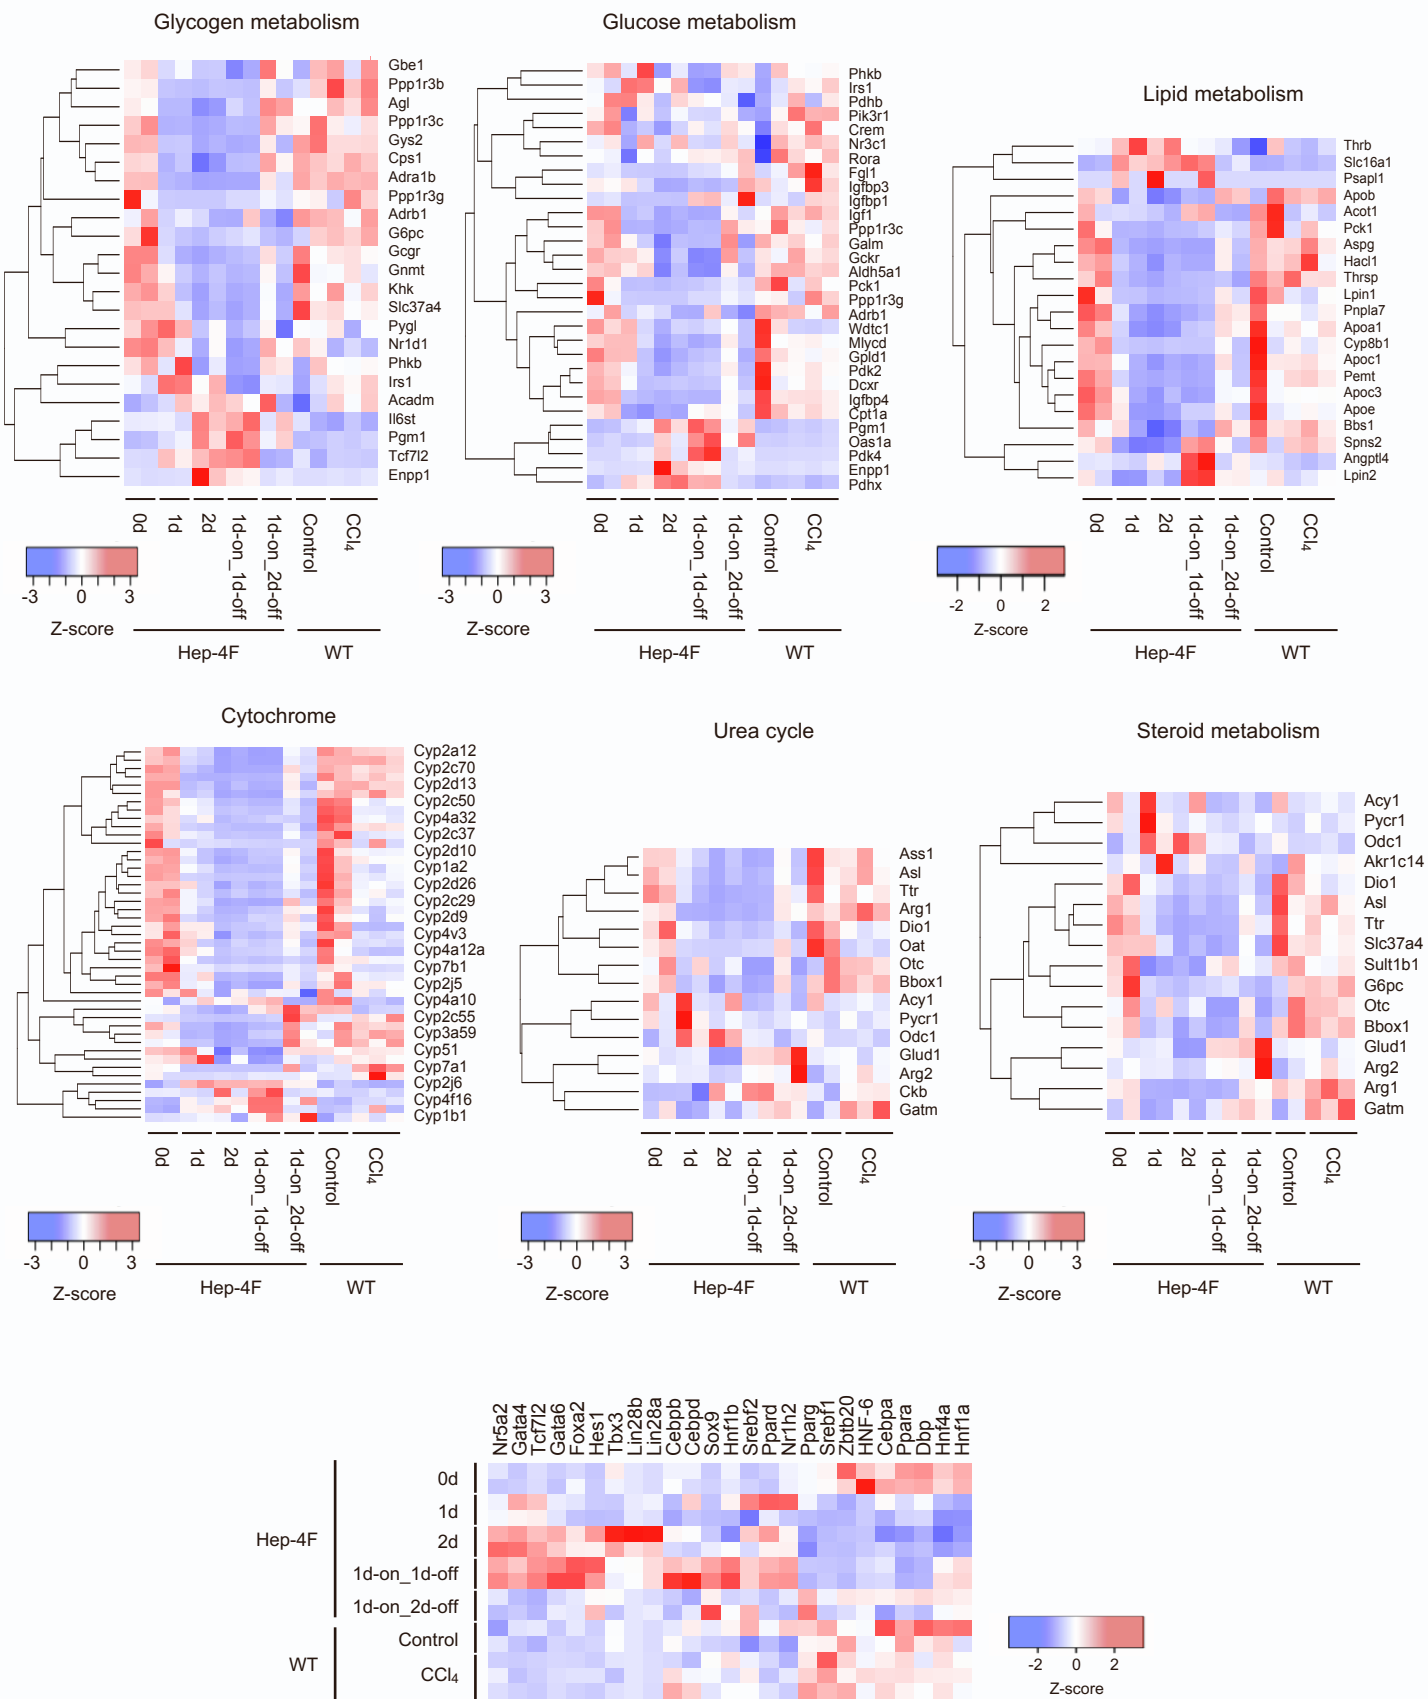 Glycogen metabolism
Gbe1
Ppp1r3b
Agl
Ppp1r3c
Gys2
Cps1
Adra1b
Ppp1r3g
Adrb1
G6pc
Gcgr
Gnmt
Khk
Slc37a4
Pygl
Nr1d1
Phkb
Irs1
Acadm
Il6st
Pgm1
Tcf7l2
Enpp1
0d
1d
2d
1d-on_1d-off
1d-on_2d-off
Control
CCl₄
-3 0 3
Z-score
Hep-4F
WT
Glucose metabolism
Phkb
Irs1
Pdhb
Pik3r1
Crem
Nr3c1
Rora
Fgl1
Igfbp3
Igfbp1
Igf1
Ppp1r3c
Galm
Gckr
Aldh5a1
Pck1
Ppp1r3g
Adrb1
Wdtc1
Mlycd
Gpld1
Pdk2
Dcxr
Igfbp4
Cpt1a
Pgm1
Oas1a
Pdk4
Enpp1
Pdhx
0d
1d
2d
1d-on_1d-off
1d-on_2d-off
Control
CCl₄
-3 0 3
Z-score
Hep-4F
WT
Lipid metabolism
Thrb
Slc16a1
Psapl1
Apob
Acot1
Pck1
Aspg
Hacl1
Thrsp
Lpin1
Pnpla7
Apoa1
Cyp8b1
Apoc1
Pemt
Apoc3
Apoe
Bbs1
Spns2
Angptl4
Lpin2
0d
1d
2d
1d-on_1d-off
1d-on_2d-off
Control
CCl₄
-2 0 2
Z-score
Hep-4F
WT
Cytochrome
Cyp2a12
Cyp2c70
Cyp2d13
Cyp2c50
Cyp4a32
Cyp2c37
Cyp2d10
Cyp1a2
Cyp2d26
Cyp2c29
Cyp2d9
Cyp4v3
Cyp4a12a
Cyp7b1
Cyp2j5
Cyp4a10
Cyp2c55
Cyp3a59
Cyp51
Cyp7a1
Cyp2j6
Cyp4f16
Cyp1b1
0d
1d
2d
1d-on_1d-off
1d-on_2d-off
Control
CCl₄
-3 0 3
Z-score
Hep-4F
WT
Urea cycle
Ass1
Asl
Ttr
Arg1
Dio1
Oat
Otc
Bbox1
Acy1
Pycr1
Odc1
Glud1
Arg2
Ckb
Gatm
0d
1d
2d
1d-on_1d-off
1d-on_2d-off
Control
CCl₄
-3 0 3
Z-score
Hep-4F
WT
Steroid metabolism
Acy1
Pycr1
Odc1
Akr1c14
Dio1
Asl
Ttr
Slc37a4
Sult1b1
G6pc
Otc
Bbox1
Glud1
Arg2
Arg1
Gatm
0d
1d
2d
1d-on_1d-off
1d-on_2d-off
Control
CCl₄
-3 0 3
Z-score
Hep-4F
WT
Nr5a2
Gata4
Tcf7l2
Gata6
Foxa2
Hes1
Tbx3
Lin28b
Lin28a
Cebpb
Cebpd
Sox9
Hnf1b
Srebf2
Ppard
Nr1h2
Pparg
Srebf1
Zbtb20
HNF-6
Cebpa
Ppara
Dbp
Hnf4a
Hnf1a
0d
1d
Hep-4F
2d
1d-on_1d-off
1d-on_2d-off
Control
WT
CCl₄
-2 0 2
Z-score